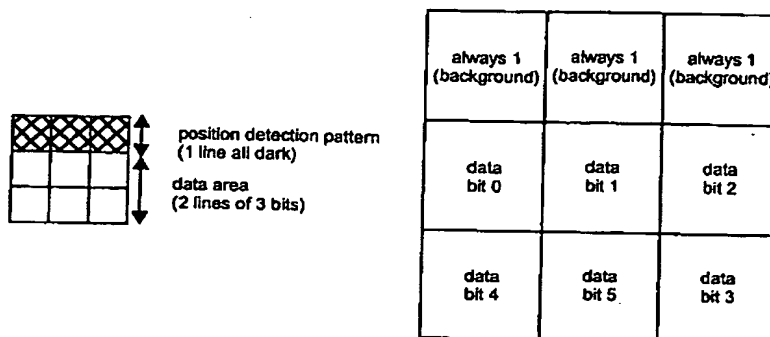 position detection pattern
(1 line all dark)
data area
(2 lines of 3 bits)
always 1
(background)
always 1
(background)
always 1
(background)
data
bit 0
data
bit 1
data
bit 2
data
bit 4
data
bit 5
data
bit 3